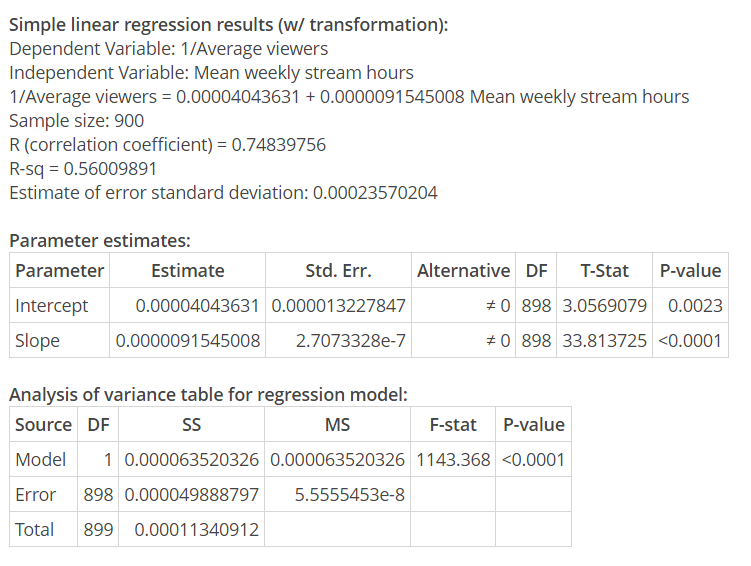 Simple linear regression results (w/ transformation):
Dependent Variable: 1/Average viewers
Independent Variable: Mean weekly stream hours
1/Average viewers = 0.00004043631 + 0.0000091545008 Mean weekly stream hours
Sample size: 900
R (correlation coefficient) = 0.74839756
R-sq = 0.56009891
Estimate of error standard deviation: 0.00023570204
Parameter estimates:
Parameter Estimate Std. Err. Alternative DF T-Stat P-value
Intercept 0.00004043631 0.000013227847 ≠ 0 898 3.0569079 0.0023
Slope 0.0000091545008 2.7073328e-7 ≠ 0 898 33.813725 <0.0001
Analysis of variance table for regression model:
Source DF SS MS F-stat P-value
Model 1 0.000063520326 0.000063520326 1143.368 <0.0001
Error 898 0.000049888797 5.5555453e-8
Total 899 0.00011340912